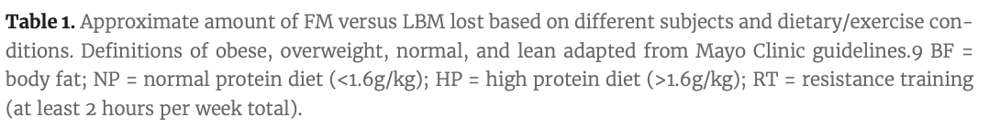 Table 1. Approximate amount of FM versus LBM lost based on different subjects and dietary/exercise con-
ditions. Definitions of obese, overweight, normal, and lean adapted from Mayo Clinic guidelines.9 BF =
body fat; NP = normal protein diet (<1.6g/kg); HP = high protein diet (>1.6g/kg); RT = resistance training
(at least 2 hours per week total).